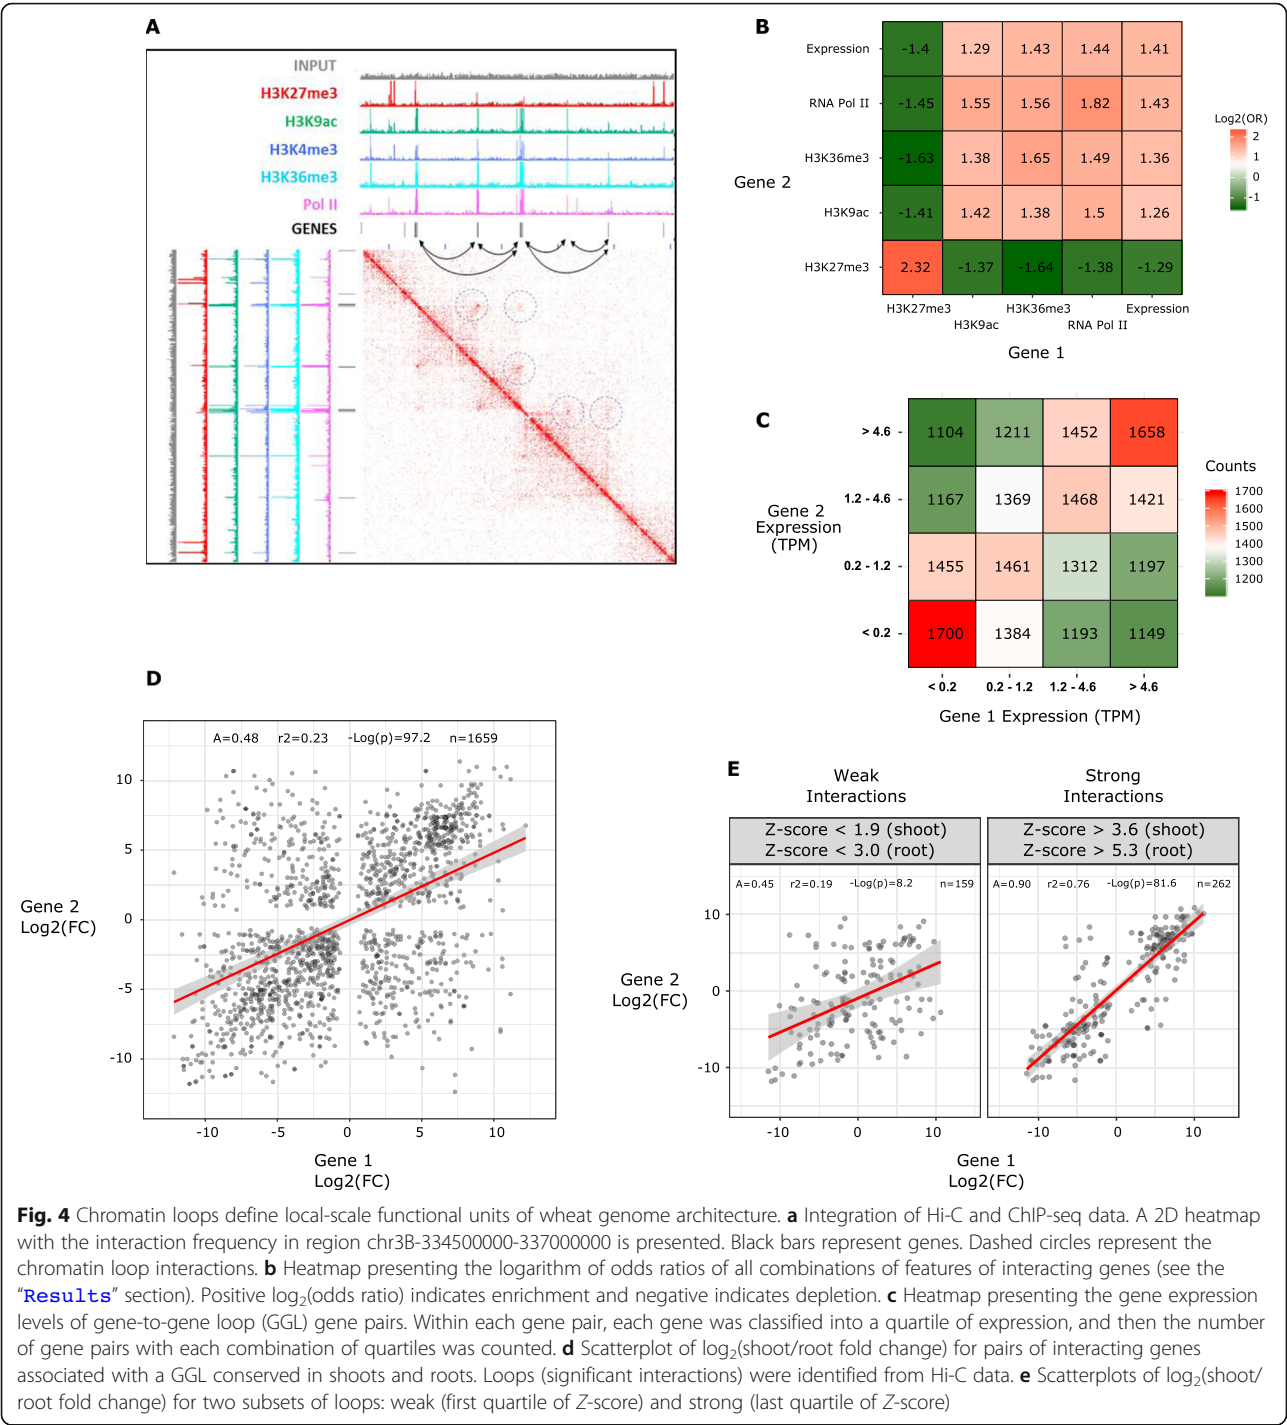 A
INPUT
H3K27me3
H3K9ac
H3K4me3
H3K36me3
Pol II
GENES
B
Expression
-1.4 1.29 1.43 1.44 1.41
RNA Pol II
-1.45 1.55 1.56 1.82 1.43
H3K36me3
-1.63 1.38 1.65 1.49 1.36
H3K9ac
-1.41 1.42 1.38 1.5 1.26
H3K27me3
2.32 -1.37 -1.64 -1.38 -1.29
Gene 2
H3K27me3 H3K36me3 Expression
H3K9ac RNA Pol II
Gene 1
Log2(OR)
2
1
0
-1
C
> 4.6 1104 1211 1452 1658
1.2 - 4.6 1167 1369 1468 1421
0.2 - 1.2 1455 1461 1312 1197
< 0.2 1700 1384 1193 1149
Gene 2
Expression
(TPM)
< 0.2 0.2 - 1.2 1.2 - 4.6 > 4.6
Gene 1 Expression (TPM)
Counts
1700
1600
1500
1400
1300
1200
D
A=0.48 r2=0.23 -Log(p)=97.2 n=1659
10
5
0
-5
-10
Gene 2
Log2(FC)
-10 -5 0 5 10
Gene 1
Log2(FC)
E
Weak
Interactions
Strong
Interactions
Z-score < 1.9 (shoot)
Z-score < 3.0 (root)
Z-score > 3.6 (shoot)
Z-score > 5.3 (root)
A=0.45 r2=0.19 -Log(p)=8.2 n=159
A=0.90 r2=0.76 -Log(p)=81.6 n=262
10
0
-10
Gene 2
Log2(FC)
-10 0 10
-10 0 10
Gene 1
Log2(FC)
Fig. 4 Chromatin loops define local-scale functional units of wheat genome architecture. a Integration of Hi-C and ChIP-seq data. A 2D heatmap
with the interaction frequency in region chr3B-334500000-337000000 is presented. Black bars represent genes. Dashed circles represent the
chromatin loop interactions. b Heatmap presenting the logarithm of odds ratios of all combinations of features of interacting genes (see the
“Results” section). Positive log2(odds ratio) indicates enrichment and negative indicates depletion. c Heatmap presenting the gene expression
levels of gene-to-gene loop (GGL) gene pairs. Within each gene pair, each gene was classified into a quartile of expression, and then the number
of gene pairs with each combination of quartiles was counted. d Scatterplot of log2(shoot/root fold change) for pairs of interacting genes
associated with a GGL conserved in shoots and roots. Loops (significant interactions) were identified from Hi-C data. e Scatterplots of log2(shoot/
root fold change) for two subsets of loops: weak (first quartile of Z-score) and strong (last quartile of Z-score)